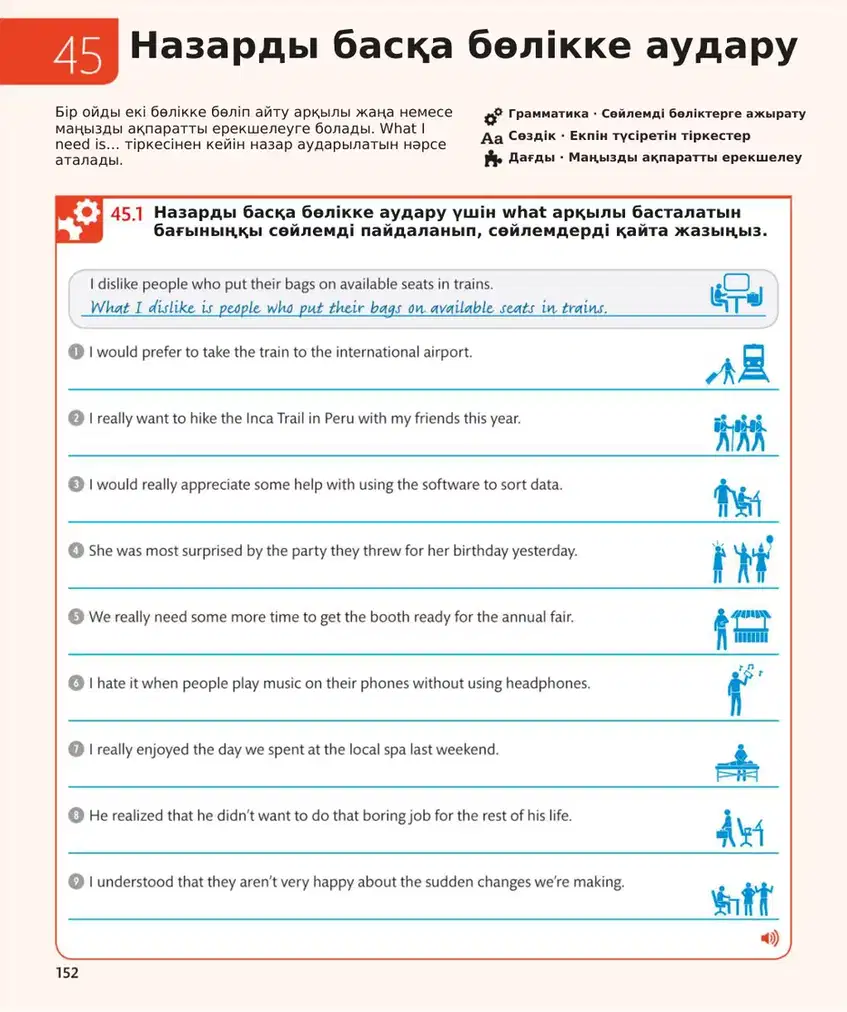 45
Назарды басқа бөлікке аудару
Бір ойды екі бөлікке бөліп айту арқылы жаңа немесе
маңызды ақпаратты ерекшелеуге болады. What I
need is... тіркесінен кейін назар аударылатын нәрсе
аталады.
Грамматика · Сөйлемді бөліктерге ажырату
Aa Сөздік · Екпін түсіретін тіркестер
Дағды · Маңызды ақпаратты ерекшелеу
45.1 Назарды басқа бөлікке аудару үшін what арқылы басталатын
бағыныңқы сөйлемді пайдаланып, сөйлемдерді қайта жазыңыз.
I dislike people who put their bags on available seats in trains.
What I dislike is people who put their bags on available seats in trains.
1 I would prefer to take the train to the international airport.
2 I really want to hike the Inca Trail in Peru with my friends this year.
3 I would really appreciate some help with using the software to sort data.
4 She was most surprised by the party they threw for her birthday yesterday.
5 We really need some more time to get the booth ready for the annual fair.
6 I hate it when people play music on their phones without using headphones.
7 I really enjoyed the day we spent at the local spa last weekend.
8 He realized that he didn't want to do that boring job for the rest of his life.
9 I understood that they aren't very happy about the sudden changes we're making.
152